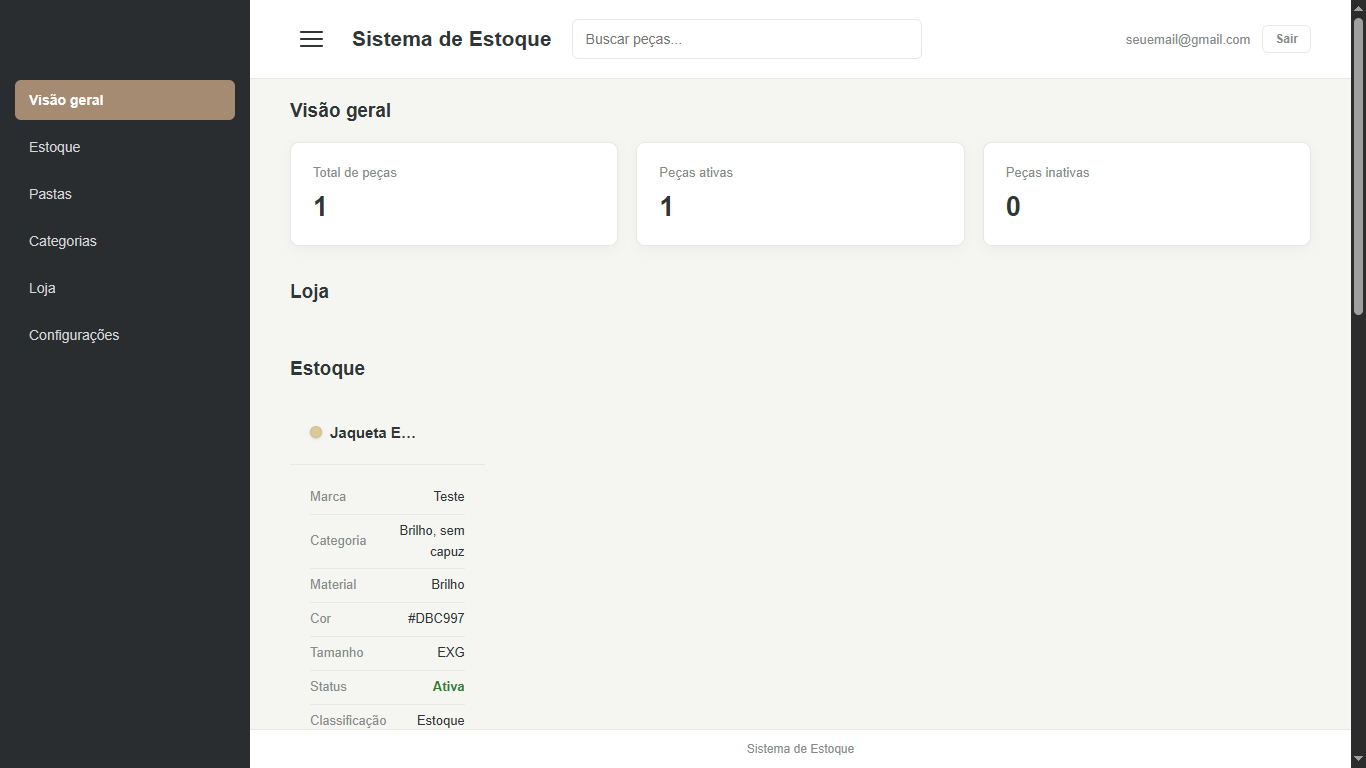 Sistema de Estoque
Buscar peças...
seuemail@gmail.com
Sair
Visão geral
Estoque
Pastas
Categorias
Loja
Configurações
Visão geral
Total de peças
1
Peças ativas
1
Peças inativas
0
Loja
Estoque
Jaqueta E…
Marca Teste
Categoria Brilho, sem
capuz
Material Brilho
Cor #DBC997
Tamanho EXG
Status Ativa
Classificação Estoque
Sistema de Estoque